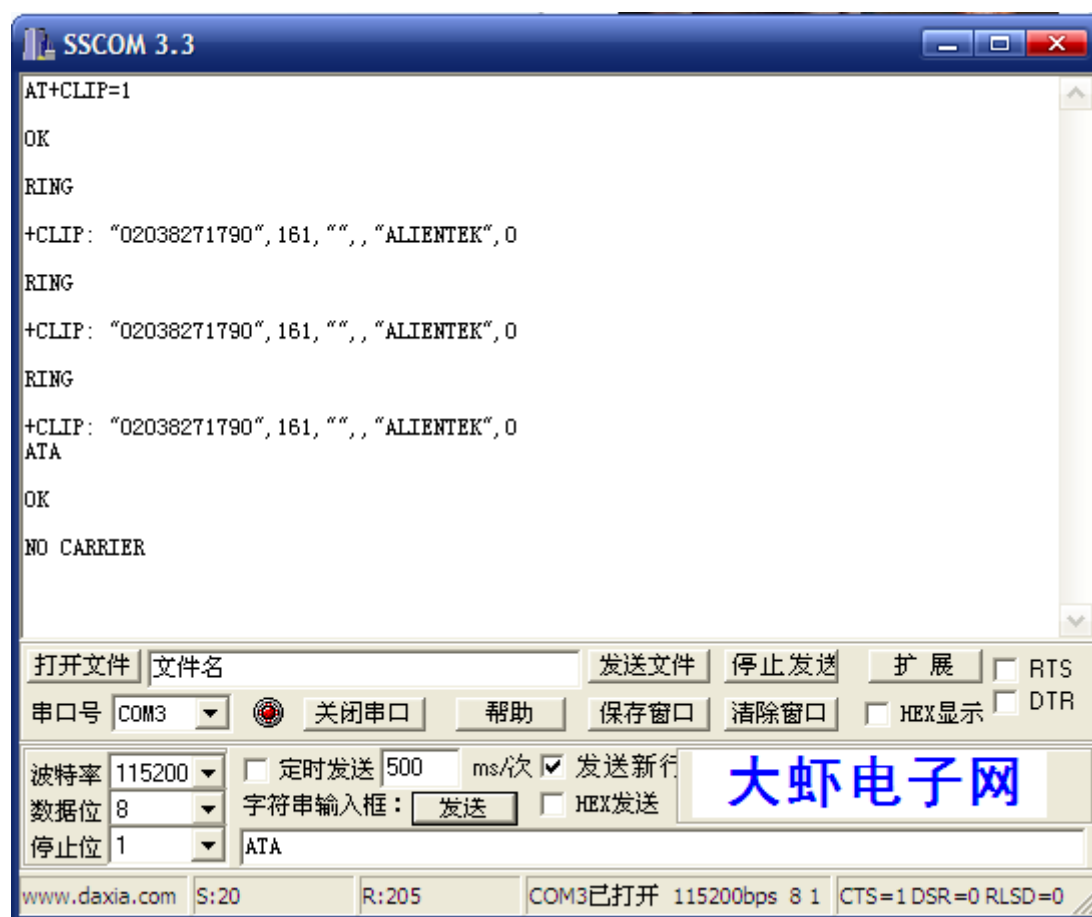 SSCOM 3.3
AT+CLIP=1
OK
RING
+CLIP: "02038271790",161,"",,"ALIENTEK",0
RING
+CLIP: "02038271790",161,"",,"ALIENTEK",0
RING
+CLIP: "02038271790",161,"",,"ALIENTEK",0
ATA
OK
NO CARRIER
打开文件 文件名 发送文件 停止发送 扩 展 RTS
串口号 COM3 关闭串口 帮助 保存窗口 清除窗口 HEX显示 DTR
波特率 115200 定时发送 500 ms/次 发送新行 大虾电子网
数据位 8 字符串输入框： 发送 HEX发送
停止位 1 ATA
www.daxia.com S:20 R:205 COM3已打开 115200bps 8 1 CTS=1 DSR=0 RLSD=0